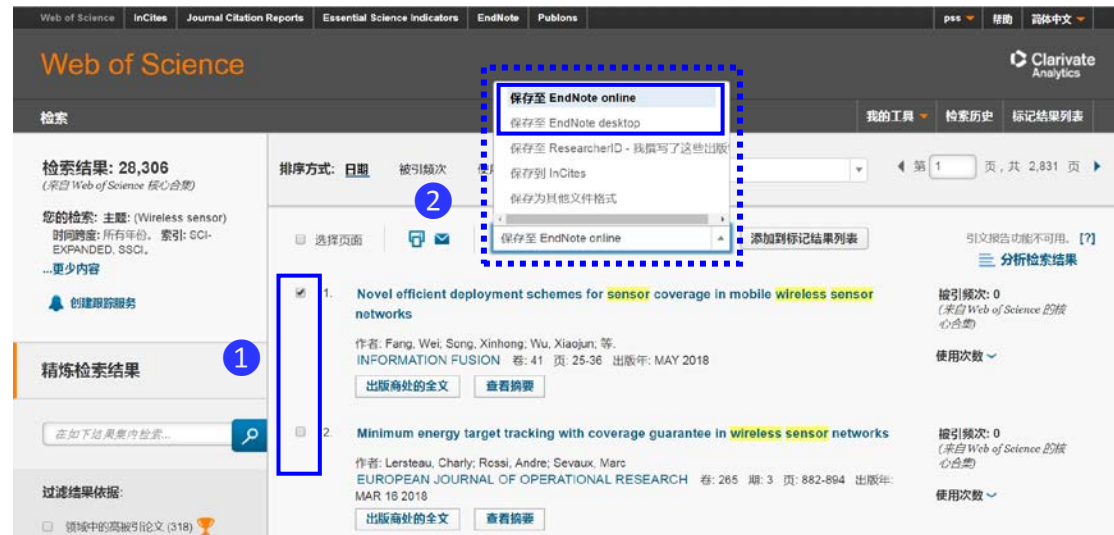 Web of Science InCites Journal Citation Reports Essential Science Indicators EndNote Publons pss 帮助 简体中文
Web of Science
Clarivate
Analytics
检索 我的工具 检索历史 标记结果列表
保存至 EndNote online
保存至 EndNote desktop
保存至 ResearcherID - 我撰写了这些出版
保存到 InCites
保存为其他文件格式
检索结果: 28,306
(来自 Web of Science 核心合集)
排序方式: 日期 被引频次 第 1 页, 共 2,831 页
您的检索: 主题: (Wireless sensor)
时间跨度: 所有年份。 索引: SCI-
EXPANDED, SSCI。
...更少内容
2
选择页面 保存至 EndNote online 添加到标记结果列表 引文报告功能不可用。 [?]
分析检索结果
创建跟踪服务
1. Novel efficient deployment schemes for sensor coverage in mobile wireless sensor
networks
作者: Fang, Wei; Song, Xinhong; Wu, Xiaojun; 等.
INFORMATION FUSION 卷: 41 页: 25-36 出版年: MAY 2018
出版商处的全文 查看摘要
被引频次: 0
(来自 Web of Science 的核
心合集)
使用次数
1
精炼检索结果
在如下结果集内检索...
2. Minimum energy target tracking with coverage guarantee in wireless sensor networks
作者: Lersteau, Charly; Rossi, Andre; Sevaux, Marc
EUROPEAN JOURNAL OF OPERATIONAL RESEARCH 卷: 265 期: 3 页: 882-894 出版年:
MAR 16 2018
出版商处的全文 查看摘要
被引频次: 0
(来自 Web of Science 的核
心合集)
使用次数
过滤结果依据:
领域中的高被引论文 (318)